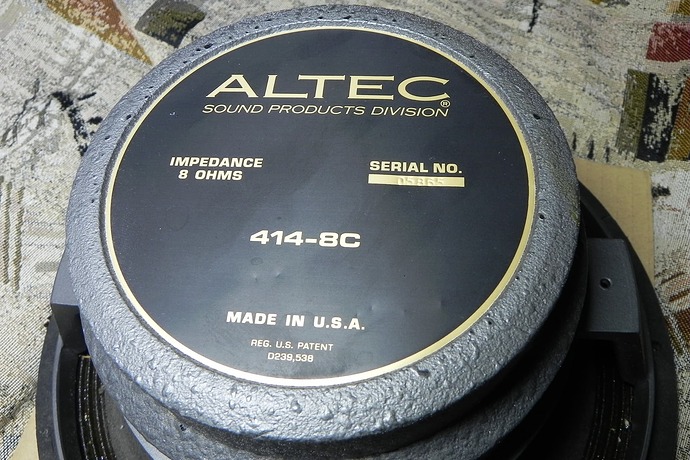 ALTEC®
SOUND PRODUCTS DIVISION
IMPEDANCE
8 OHMS
SERIAL NO.
414-8C
MADE IN U.S.A.
REG. U.S. PATENT
D239,538